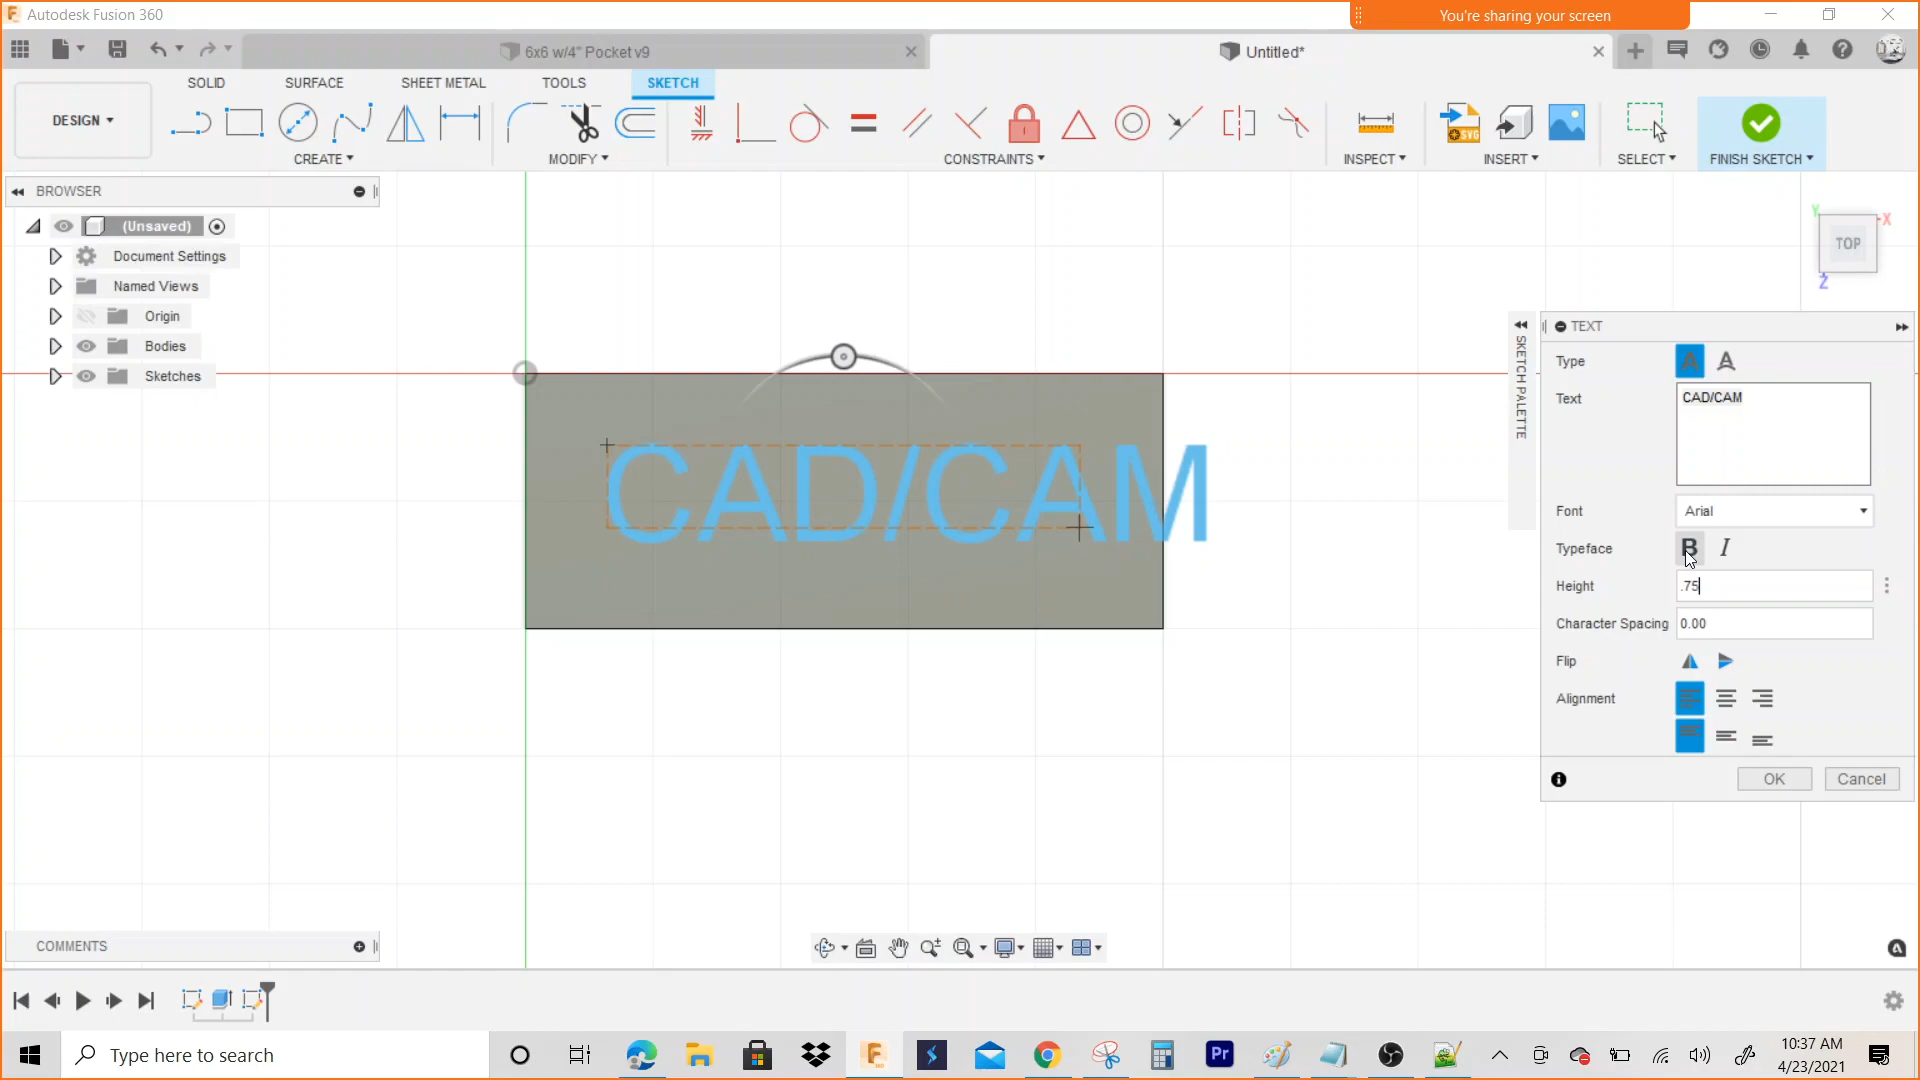 Autodesk Fusion 360
You're sharing your screen
6x6 w/4" Pocket v9
Untitled*
SOLID
SURFACE
SHEET METAL
TOOLS
SKETCH
DESIGN
CREATE
MODIFY
CONSTRAINTS
INSPECT
SVG
INSERT
SELECT
FINISH SKETCH
BROWSER
(Unsaved)
Document Settings
Named Views
Origin
Bodies
Sketches
Y
X
TOP
Z
CAD/CAM
SKETCH PALETTE
TEXT
Type
A A
Text
CAD/CAM
Font
Arial
Typeface
B I
Height
.75
Character Spacing
0.00
Flip
Alignment
OK
Cancel
COMMENTS
Type here to search
Pr
10:37 AM
4/23/2021